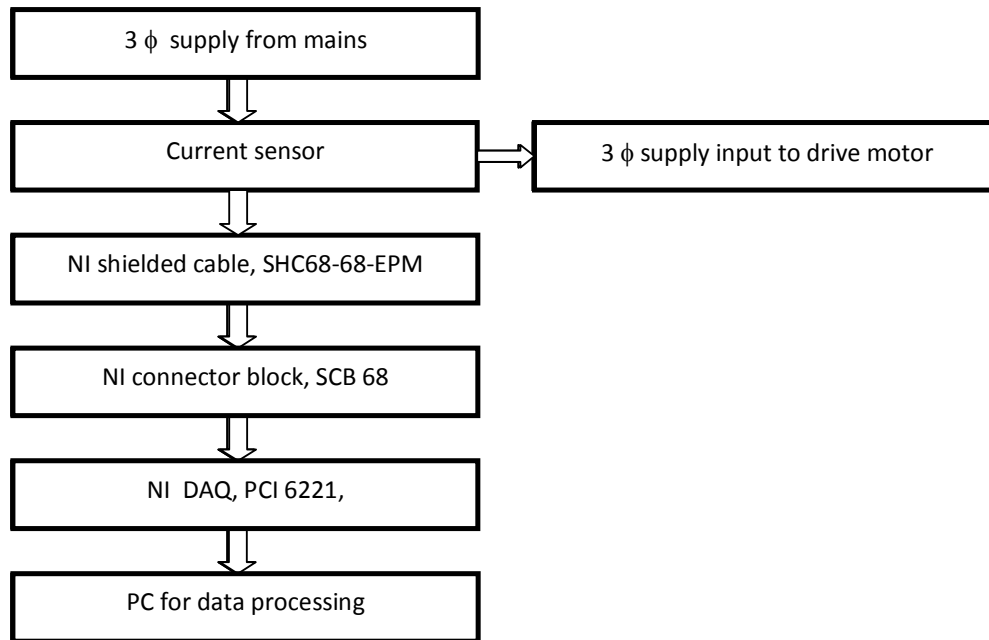 3 ϕ supply from mains
Current sensor
3 ϕ supply input to drive motor
NI shielded cable, SHC68-68-EPM
NI connector block, SCB 68
NI DAQ, PCI 6221,
PC for data processing